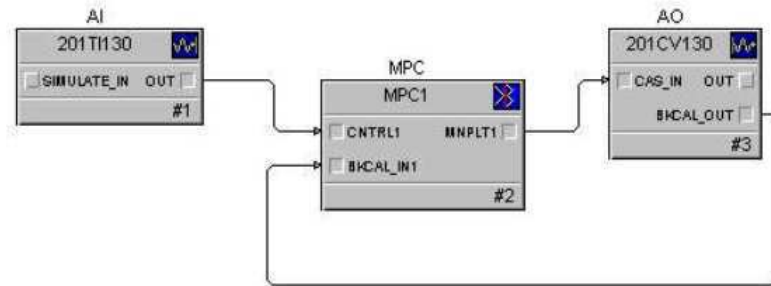 AI
201TI130
SIMULATE_IN OUT
#1
MPC
MPC1
CNTRL1 MNPLT1
BKCAL_IN1
#2
AO
201CV130
CAS_IN OUT
BKCAL_OUT
#3